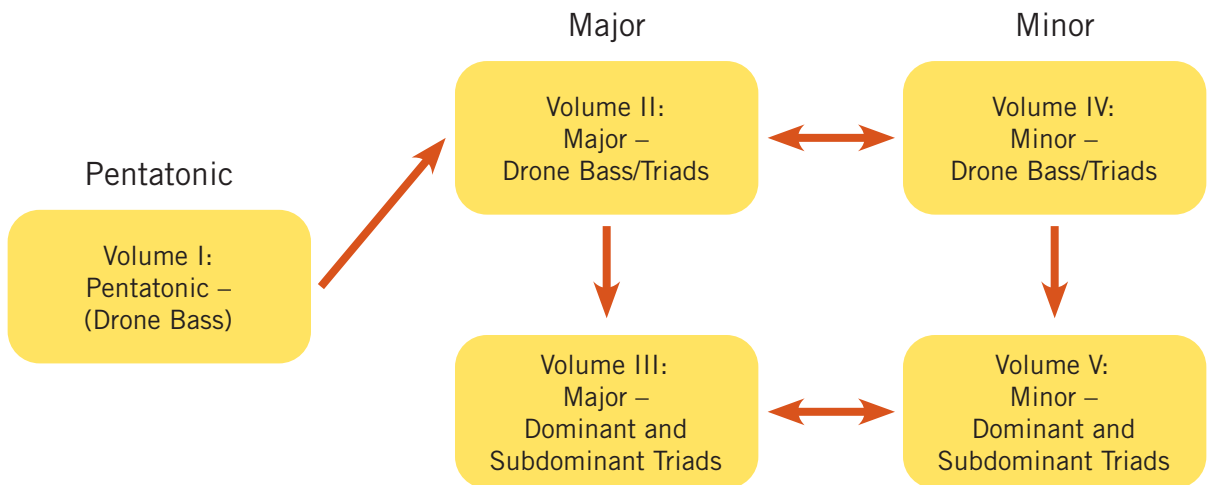 Major
Minor
Pentatonic
Volume I:
Pentatonic –
(Drone Bass)
Volume II:
Major –
Drone Bass/Triads
Volume IV:
Minor –
Drone Bass/Triads
Volume III:
Major –
Dominant and
Subdominant Triads
Volume V:
Minor –
Dominant and
Subdominant Triads